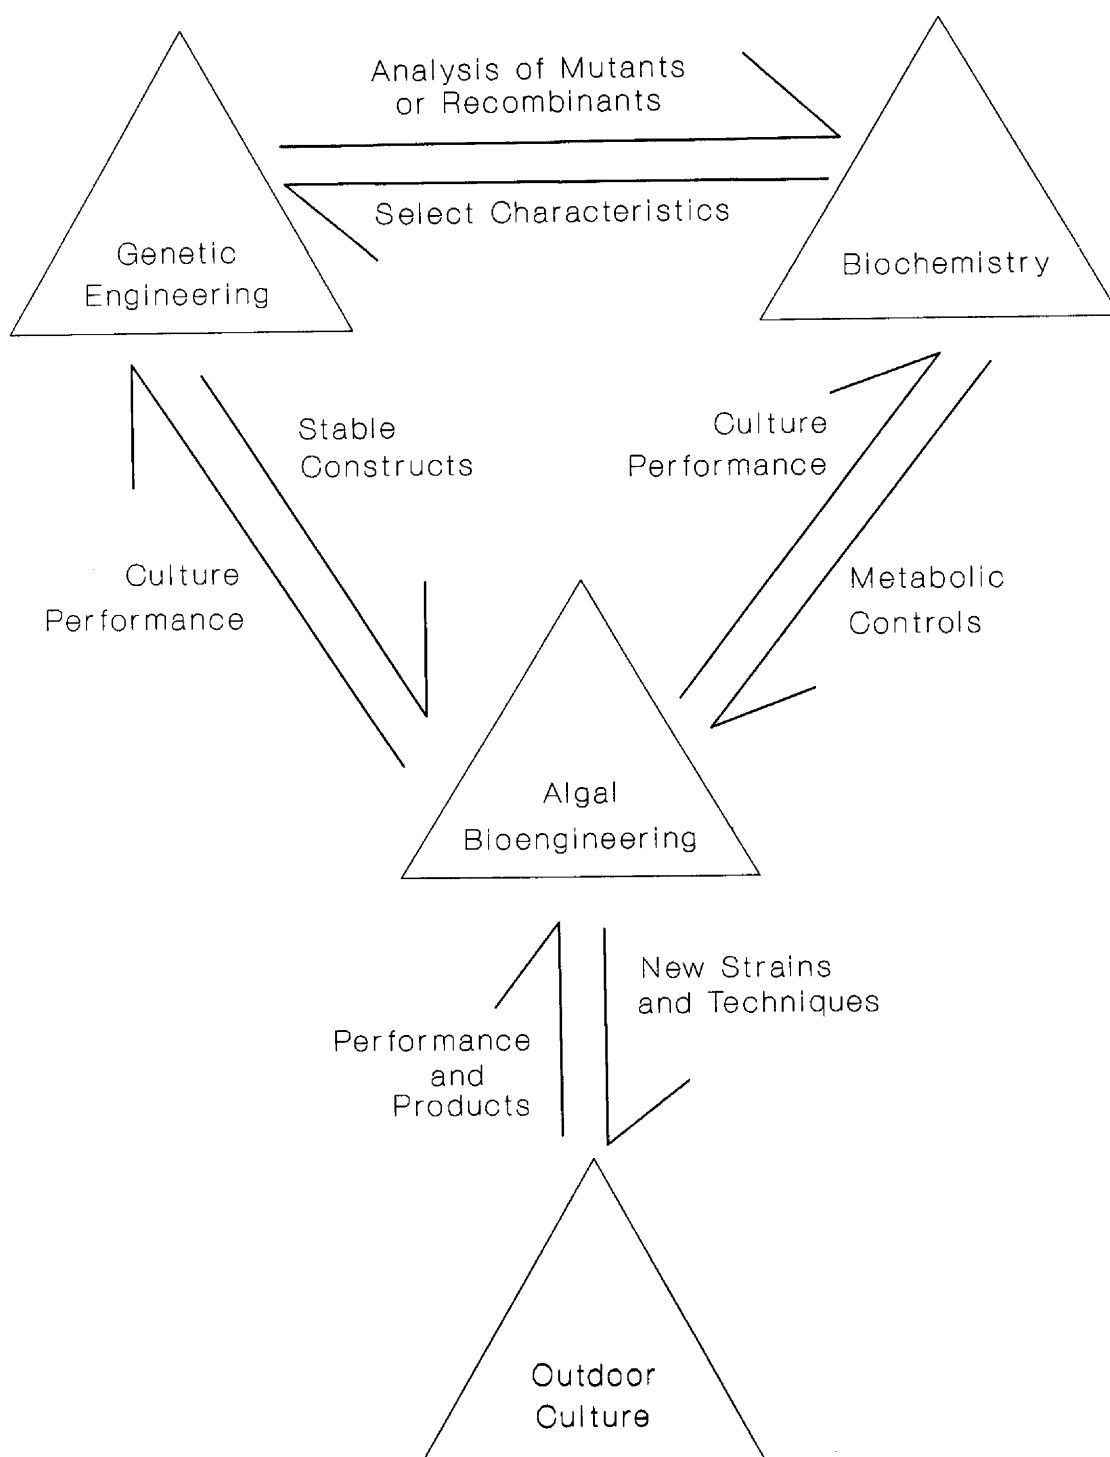 Analysis of Mutants
or Recombinants
Select Characteristics
Genetic
Engineering
Biochemistry
Stable
Constructs
Culture
Performance
Culture
Performance
Metabolic
Controls
Algal
Bioengineering
New Strains
and Techniques
Performance
and
Products
Outdoor
Culture